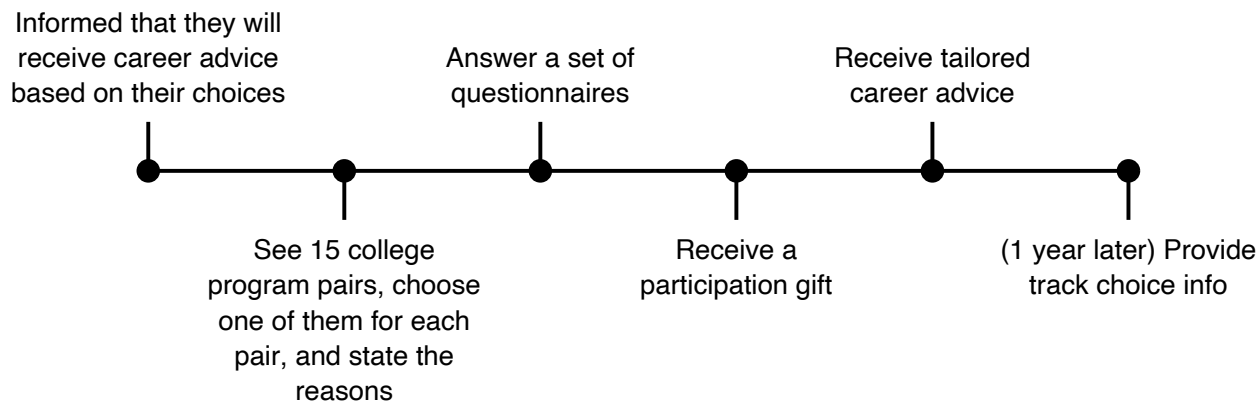 Informed that they will
receive career advice
based on their choices
See 15 college
program pairs, choose
one of them for each
pair, and state the
reasons
Answer a set of
questionnaires
Receive a
participation gift
Receive tailored
career advice
(1 year later) Provide
track choice info